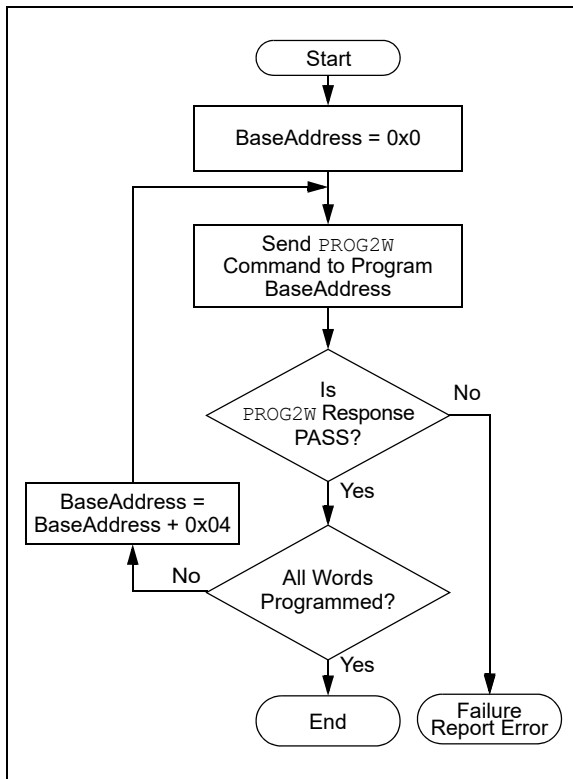 Start
BaseAddress = 0x0
Send PROG2W
Command to Program
BaseAddress
Is
PROG2W Response
PASS?
No
Yes
BaseAddress =
BaseAddress + 0x04
No
All Words
Programmed?
Yes
End
Failure
Report Error